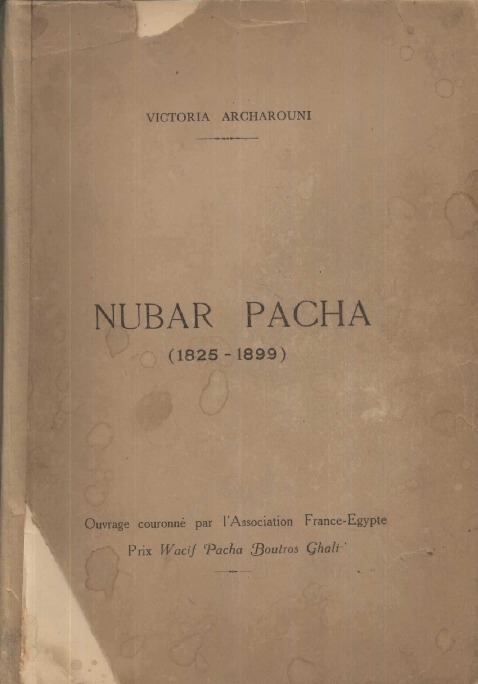 VICTORIA ARCHAROUNI
NUBAR PACHA
(1825-1899)
Ouvrage couronné par l'Association France-Egypte
Prix Wacif Pacha Boutros Ghali